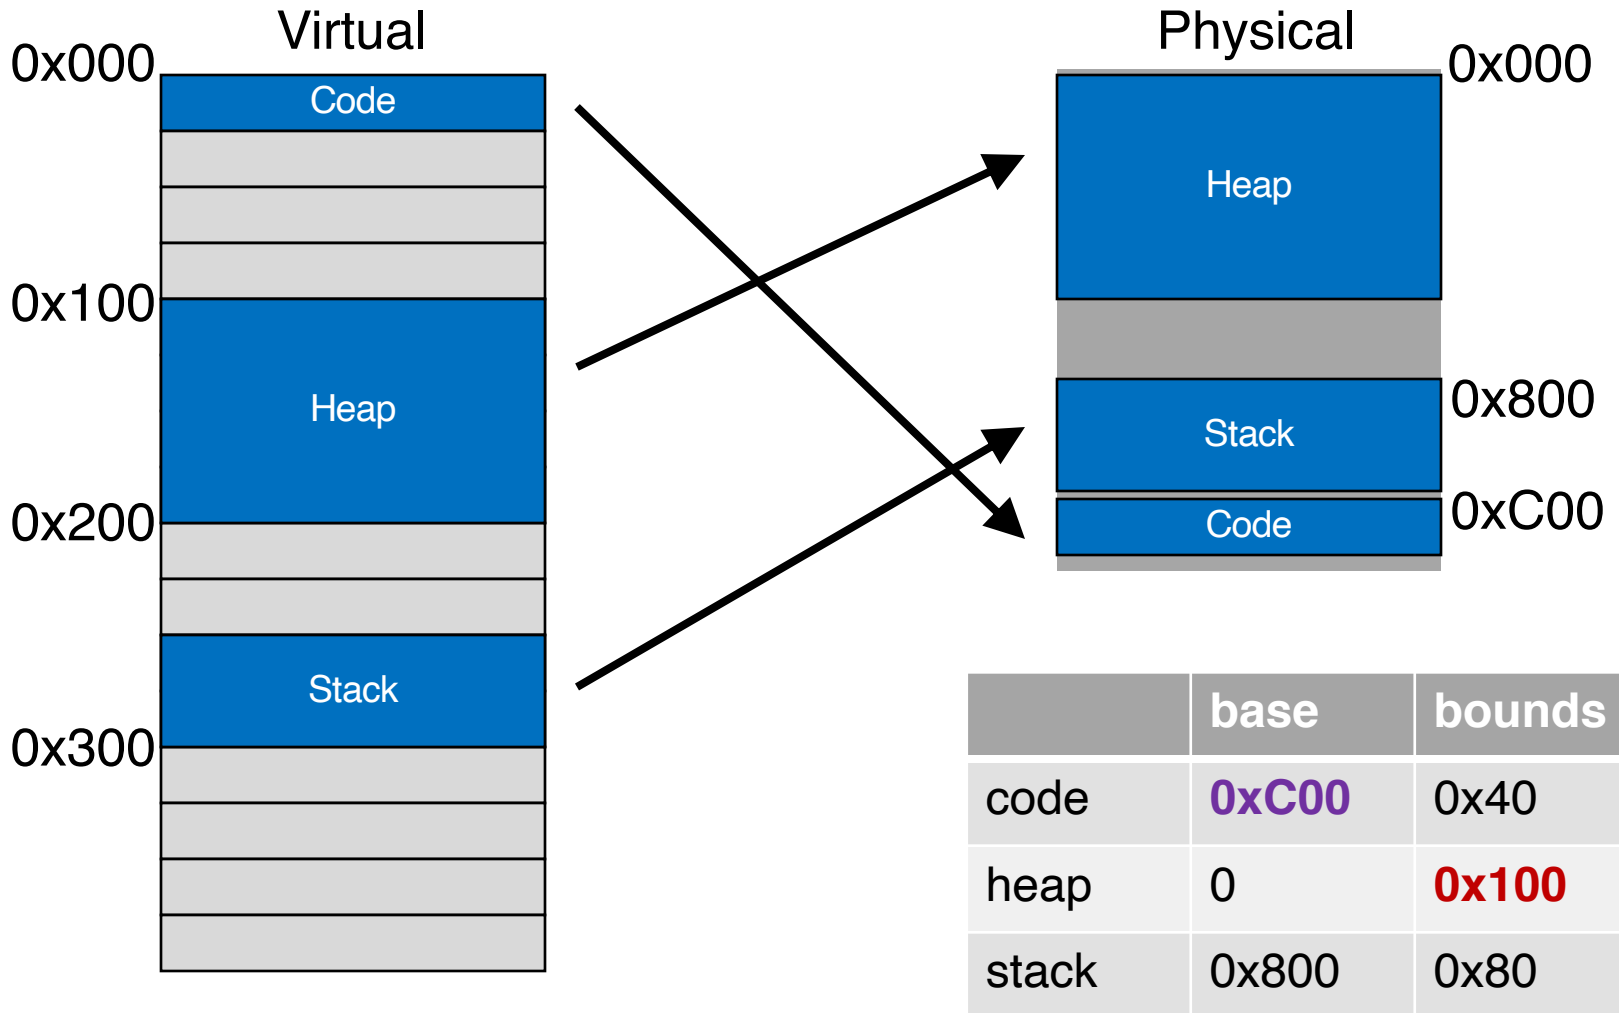 Virtual
0x000
Code
0x100
Heap
0x200
Stack
0x300
Physical
0x000
Heap
0x800
Stack
0xC00
Code
base bounds
code 0xC00 0x40
heap 0 0x100
stack 0x800 0x80